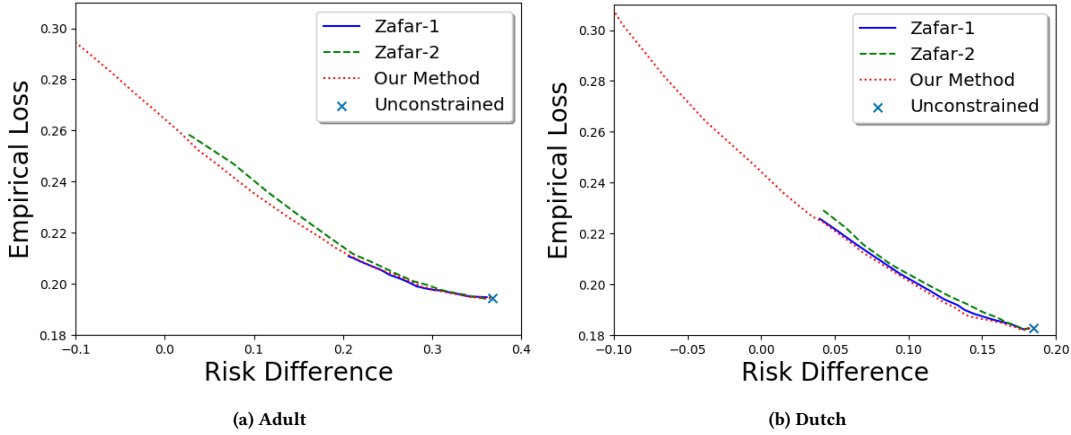 Zafar-1
Zafar-2
Our Method
Unconstrained
Empirical Loss
0.30
0.28
0.26
0.24
0.22
0.20
0.18
−0.1
0.0
0.1
0.2
0.3
0.4
Risk Difference
(a) Adult
Zafar-1
Zafar-2
Our Method
Unconstrained
Empirical Loss
0.30
0.28
0.26
0.24
0.22
0.20
0.18
−0.10
−0.05
0.00
0.05
0.10
0.15
0.20
Risk Difference
(b) Dutch